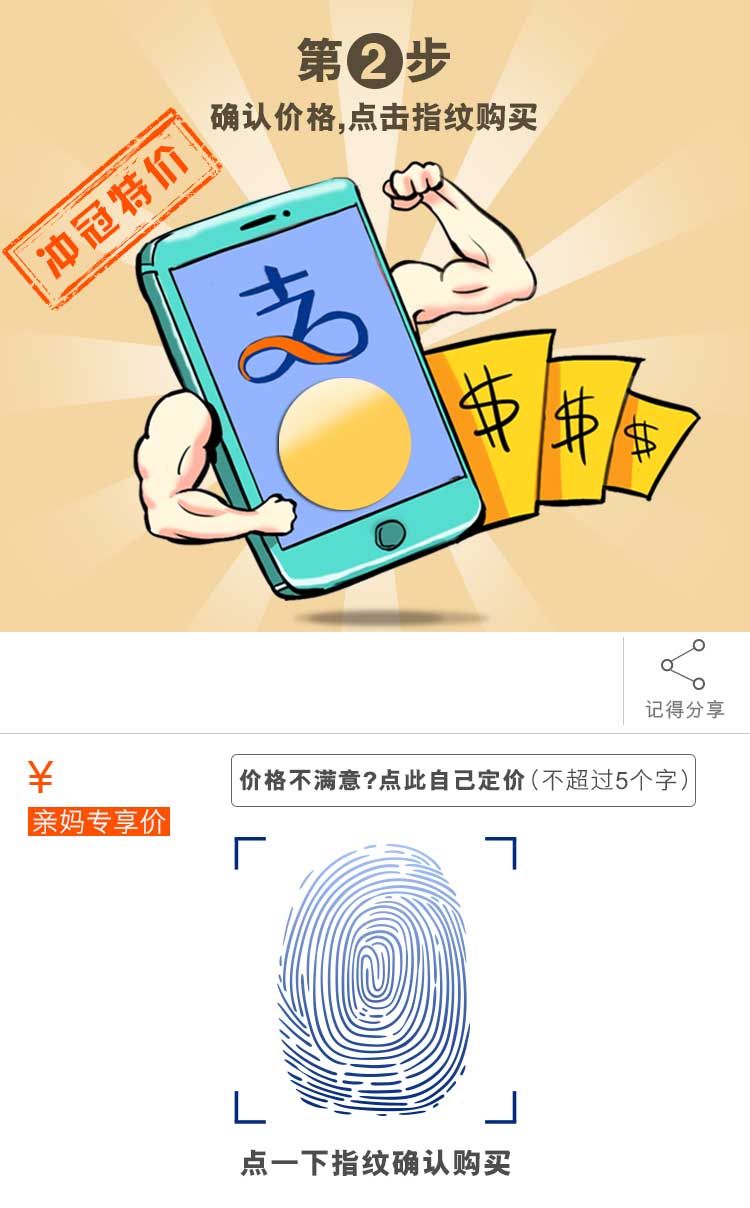 第2步
确认价格,点击指纹购买
冲冠特价
支
$
$
$
记得分享
¥
亲妈专享价
价格不满意?点此自己定价(不超过5个字)
点一下指纹确认购买